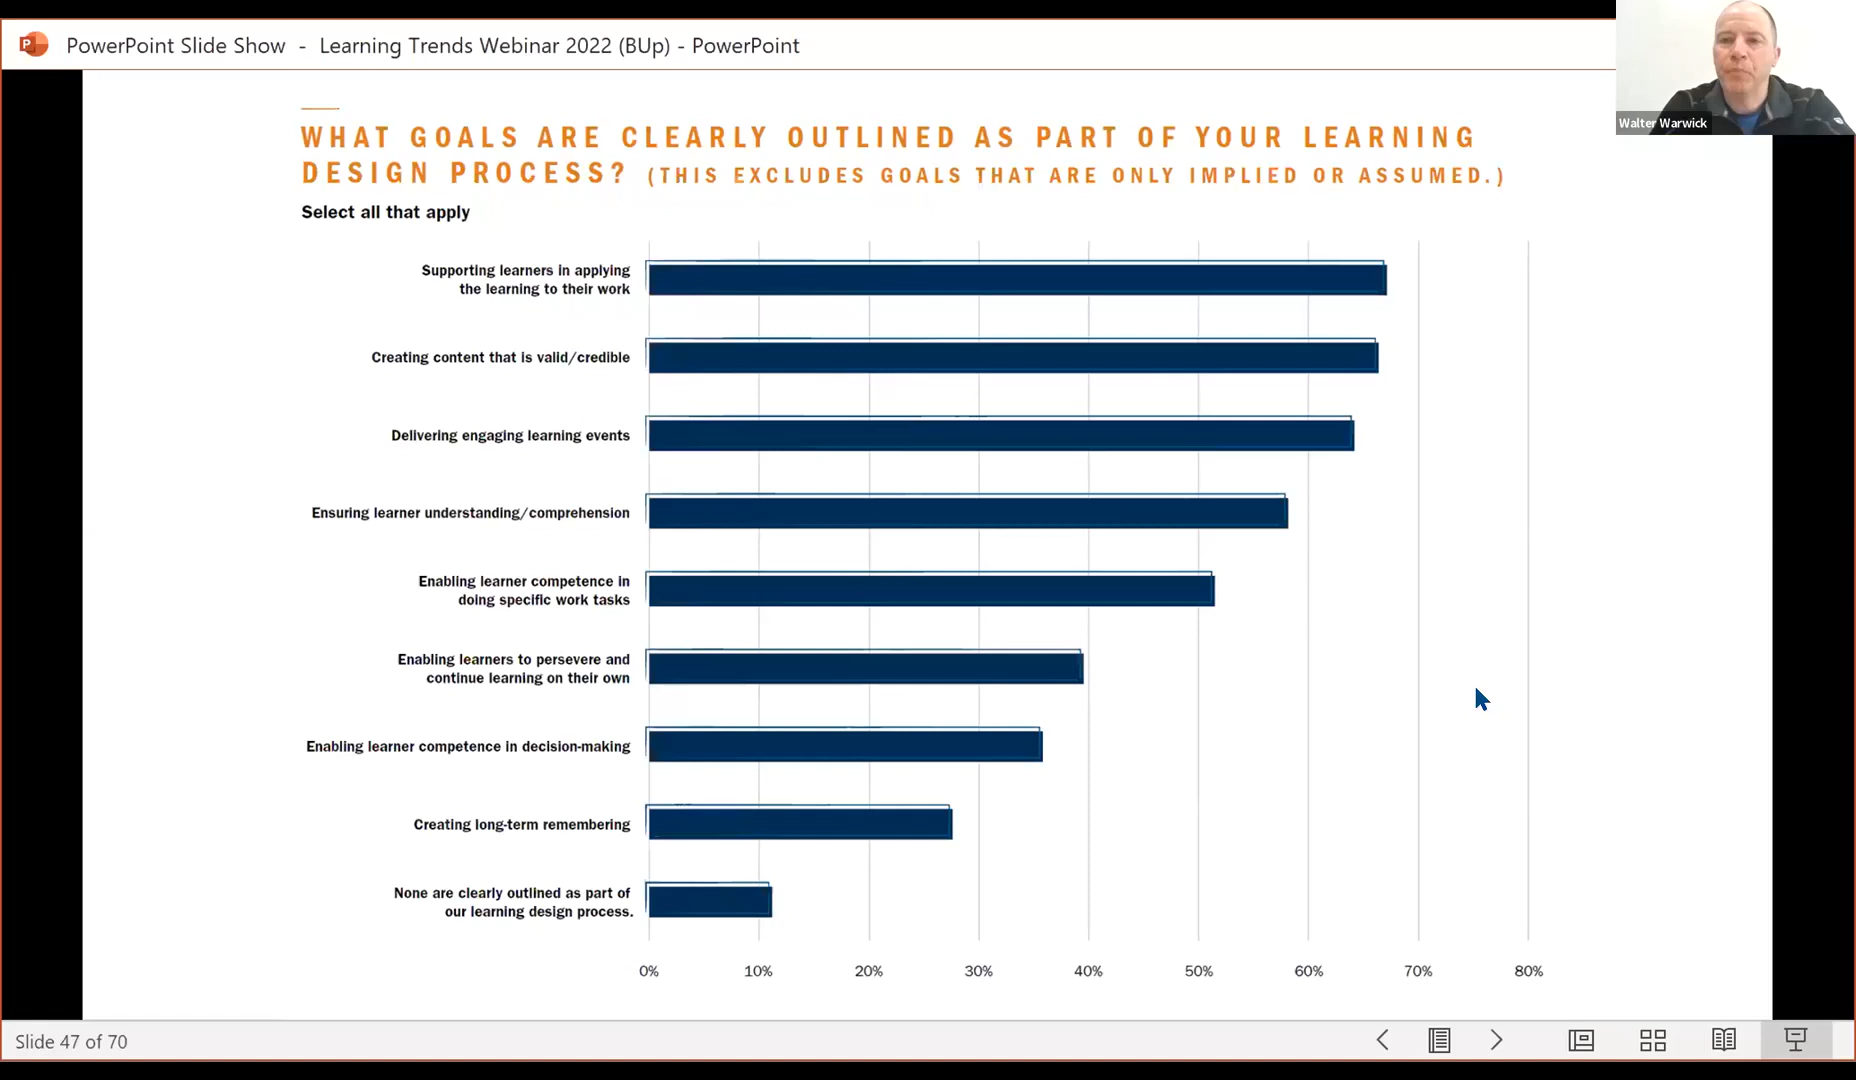 PowerPoint Slide Show - Learning Trends Webinar 2022 (BUp) - PowerPoint
Walter Warwick
WHAT GOALS ARE CLEARLY OUTLINED AS PART OF YOUR LEARNING
DESIGN PROCESS? (THIS EXCLUDES GOALS THAT ARE ONLY IMPLIED OR ASSUMED.)
Select all that apply
Supporting learners in applying
the learning to their work
Creating content that is valid/credible
Delivering engaging learning events
Ensuring learner understanding/comprehension
Enabling learner competence in
doing specific work tasks
Enabling learners to persevere and
continue learning on their own
Enabling learner competence in decision-making
Creating long-term remembering
None are clearly outlined as part of
our learning design process.
0% 10% 20% 30% 40% 50% 60% 70% 80%
Slide 47 of 70